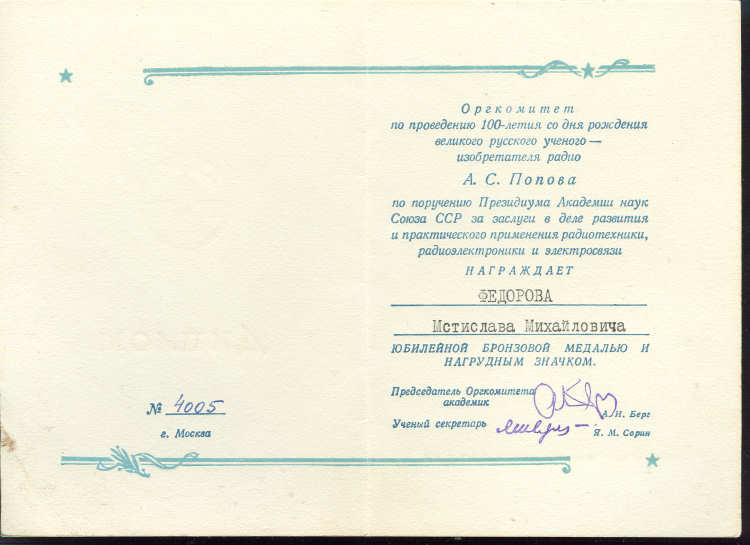 № 4005
г. Москва
Оргкомитет
по проведению 100-летия со дня рождения
великого русского ученого —
изобретателя радио
А. С. Попова
по поручению Президиума Академии наук
Союза ССР за заслуги в деле развития
и практического применения радиотехники,
радиоэлектроники и электросвязи
НАГРАЖДАЕТ
ФЕДОРОВА
Мстислава Михайловича
ЮБИЛЕЙНОЙ БРОНЗОВОЙ МЕДАЛЬЮ И
НАГРУДНЫМ ЗНАЧКОМ.
Председатель Оргкомитета
академик
А. И. Берг
Ученый секретарь
Я. М. Сорин